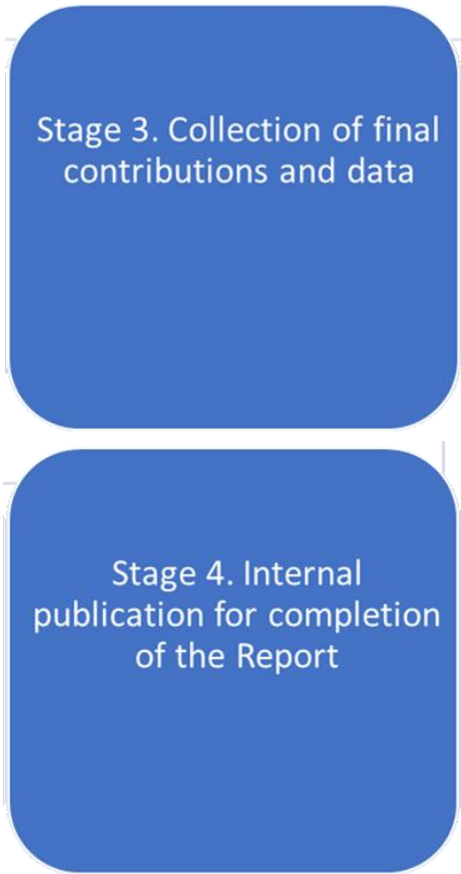 Stage 3. Collection of final
contributions and data
Stage 4. Internal
publication for completion
of the Report